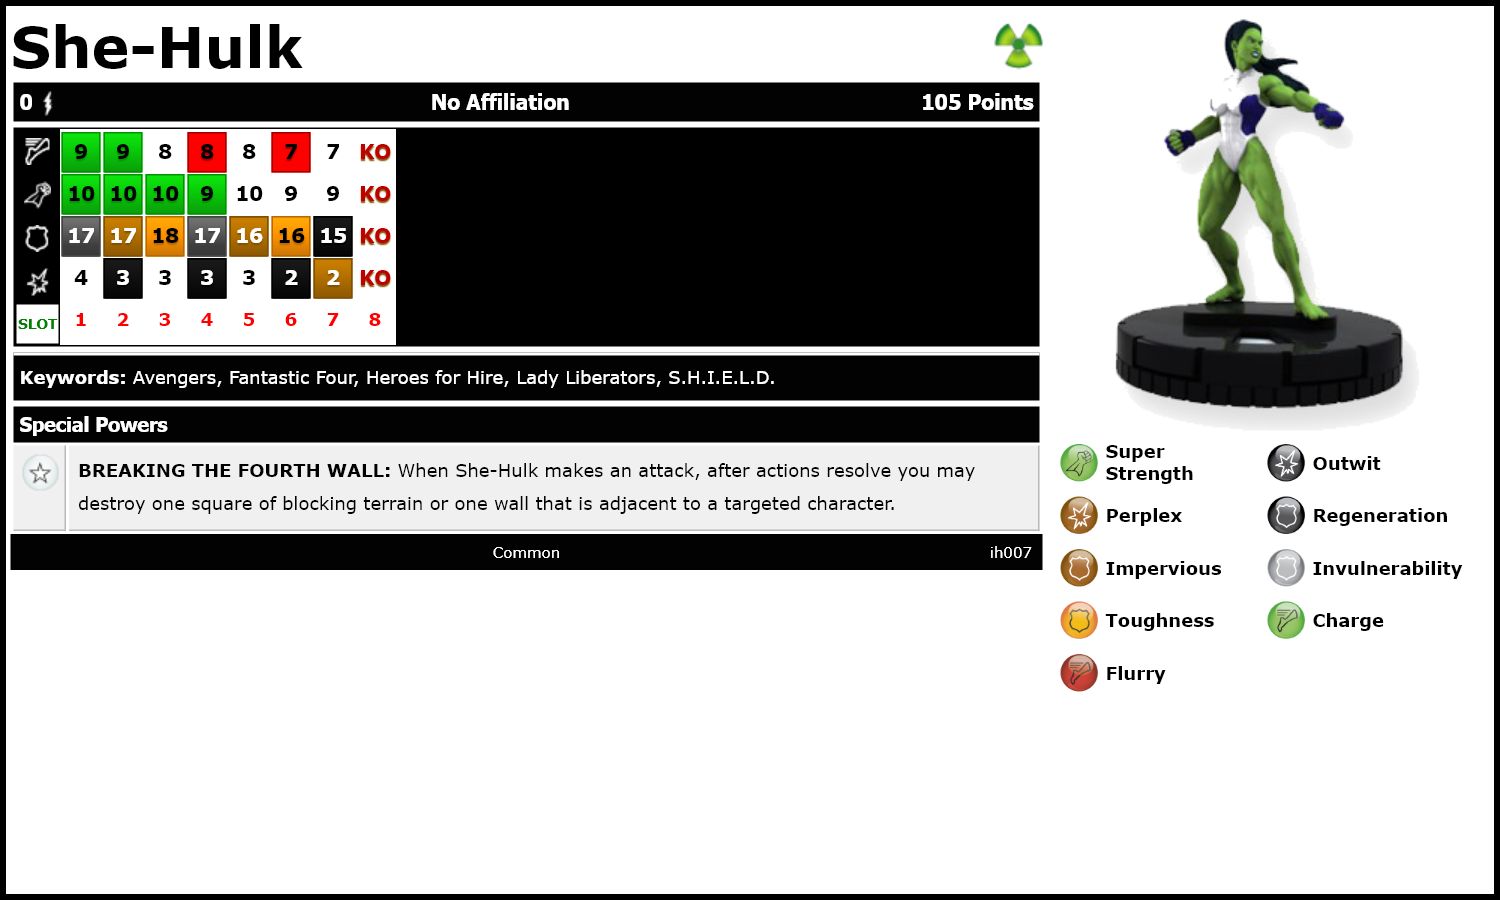 She-Hulk
0 No Affiliation 105 Points
9 9 8 8 8 7 7 KO
10 10 10 9 10 9 9 KO
17 17 18 17 16 16 15 KO
4 3 3 3 3 2 2 KO
SLOT 1 2 3 4 5 6 7 8
Keywords: Avengers, Fantastic Four, Heroes for Hire, Lady Liberators, S.H.I.E.L.D.
Special Powers
BREAKING THE FOURTH WALL: When She-Hulk makes an attack, after actions resolve you may
destroy one square of blocking terrain or one wall that is adjacent to a targeted character.
Common ih007
Super
Strength
Outwit
Perplex
Regeneration
Impervious
Invulnerability
Toughness
Charge
Flurry